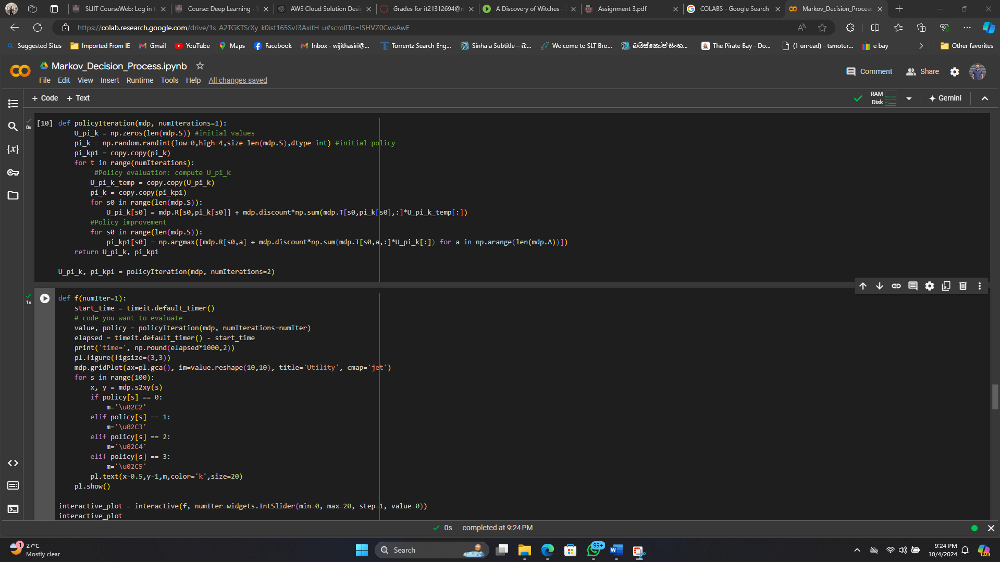 SLIIT CourseWeb: Log in t
Course: Deep Learning - S
AWS Cloud Solution Desi
Grades for it21312694@m
A Discovery of Witches -
Assignment 3.pdf
COLABS - Google Search
Markov_Decision_Process
https://colab.research.google.com/drive/1s_A2TGKTSrXy_k0ist165SvJ3AxitH_u#scrollTo=ISHVZ0CwsAwE
Suggested Sites
Imported From IE
Gmail
YouTube
Maps
Facebook
Inbox - wijithasiri@...
Torrentz Search Eng...
Sinhala Subtitle – බ...
Welcome to SLT Bro...
බයිස්කෝප් සිංහ...
The Pirate Bay - Do...
(1 unread) - tsmoter...
e bay
Other favorites
Markov_Decision_Process.ipynb
Comment
Share
File Edit View Insert Runtime Tools Help All changes saved
+ Code + Text
RAM
Disk
Gemini
[10] def policyIteration(mdp, numIterations=1):
0s
U_pi_k = np.zeros(len(mdp.S)) #initial values
pi_k = np.random.randint(low=0,high=4,size=len(mdp.S),dtype=int) #initial policy
pi_kp1 = copy.copy(pi_k)
for t in range(numIterations):
#Policy evaluation: compute U_pi_k
U_pi_k_temp = copy.copy(U_pi_k)
pi_k = copy.copy(pi_kp1)
for s0 in range(len(mdp.S)):
U_pi_k[s0] = mdp.R[s0,pi_k[s0]] + mdp.discount*np.sum(mdp.T[s0,pi_k[s0],:]*U_pi_k_temp[:])
#Policy improvement
for s0 in range(len(mdp.S)):
pi_kp1[s0] = np.argmax([mdp.R[s0,a] + mdp.discount*np.sum(mdp.T[s0,a,:]*U_pi_k[:]) for a in np.arange(len(mdp.A))])
return U_pi_k, pi_kp1
U_pi_k, pi_kp1 = policyIteration(mdp, numIterations=2)
1s
def f(numIter=1):
start_time = timeit.default_timer()
# code you want to evaluate
value, policy = policyIteration(mdp, numIterations=numIter)
elapsed = timeit.default_timer() - start_time
print('time=', np.round(elapsed*1000,2))
pl.figure(figsize=(3,3))
mdp.gridPlot(ax=pl.gca(), im=value.reshape(10,10), title='Utility', cmap='jet')
for s in range(100):
x, y = mdp.s2xy(s)
if policy[s] == 0:
m='\u02C2'
elif policy[s] == 1:
m='\u02C3'
elif policy[s] == 2:
m='\u02C4'
elif policy[s] == 3:
m='\u02C5'
pl.text(x-0.5,y-1,m,color='k',size=20)
pl.show()
interactive_plot = interactive(f, numIter=widgets.IntSlider(min=0, max=20, step=1, value=0))
interactive_plot
0s completed at 9:24 PM
1
27°C
Mostly clear
Search
99+
9:24 PM
10/4/2024
PRE